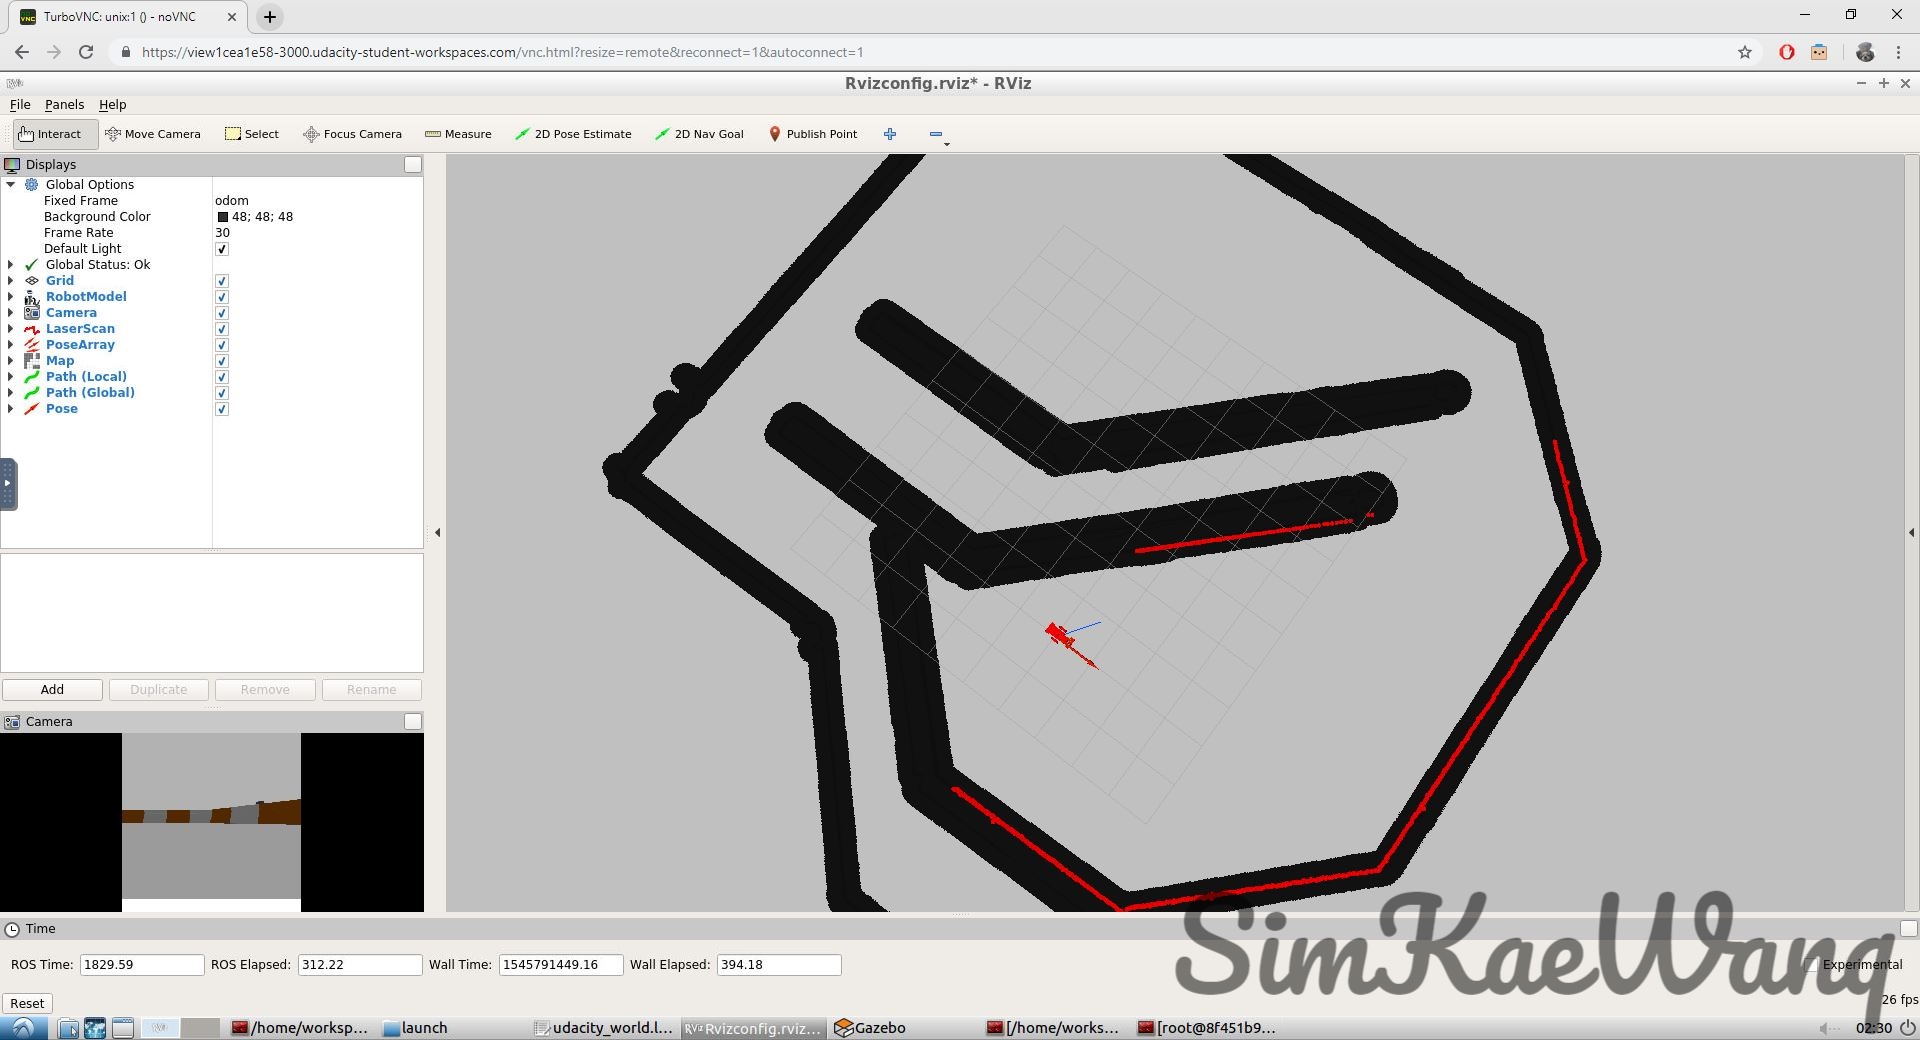 TurboVNC: unix:1 () - noVNC
https://view1cea1e58-3000.udacity-student-workspaces.com/vnc.html?resize=remote&reconnect=1&autoconnect=1
Rvizconfig.rviz* - RViz
File Panels Help
Interact Move Camera Select Focus Camera Measure 2D Pose Estimate 2D Nav Goal Publish Point
Displays
Global Options
Fixed Frame odom
Background Color 48; 48; 48
Frame Rate 30
Default Light
Global Status: Ok
Grid
RobotModel
Camera
LaserScan
PoseArray
Map
Path (Local)
Path (Global)
Pose
Add Duplicate Remove Rename
Camera
Time
ROS Time: 1829.59 ROS Elapsed: 312.22 Wall Time: 1545791449.16 Wall Elapsed: 394.18 Experimental
SimKaeWang
Reset 26 fps
/home/worksp... launch udacity_world.l... Rvizconfig.rviz... Gazebo [/home/works... [root@8f451b9... 02:30